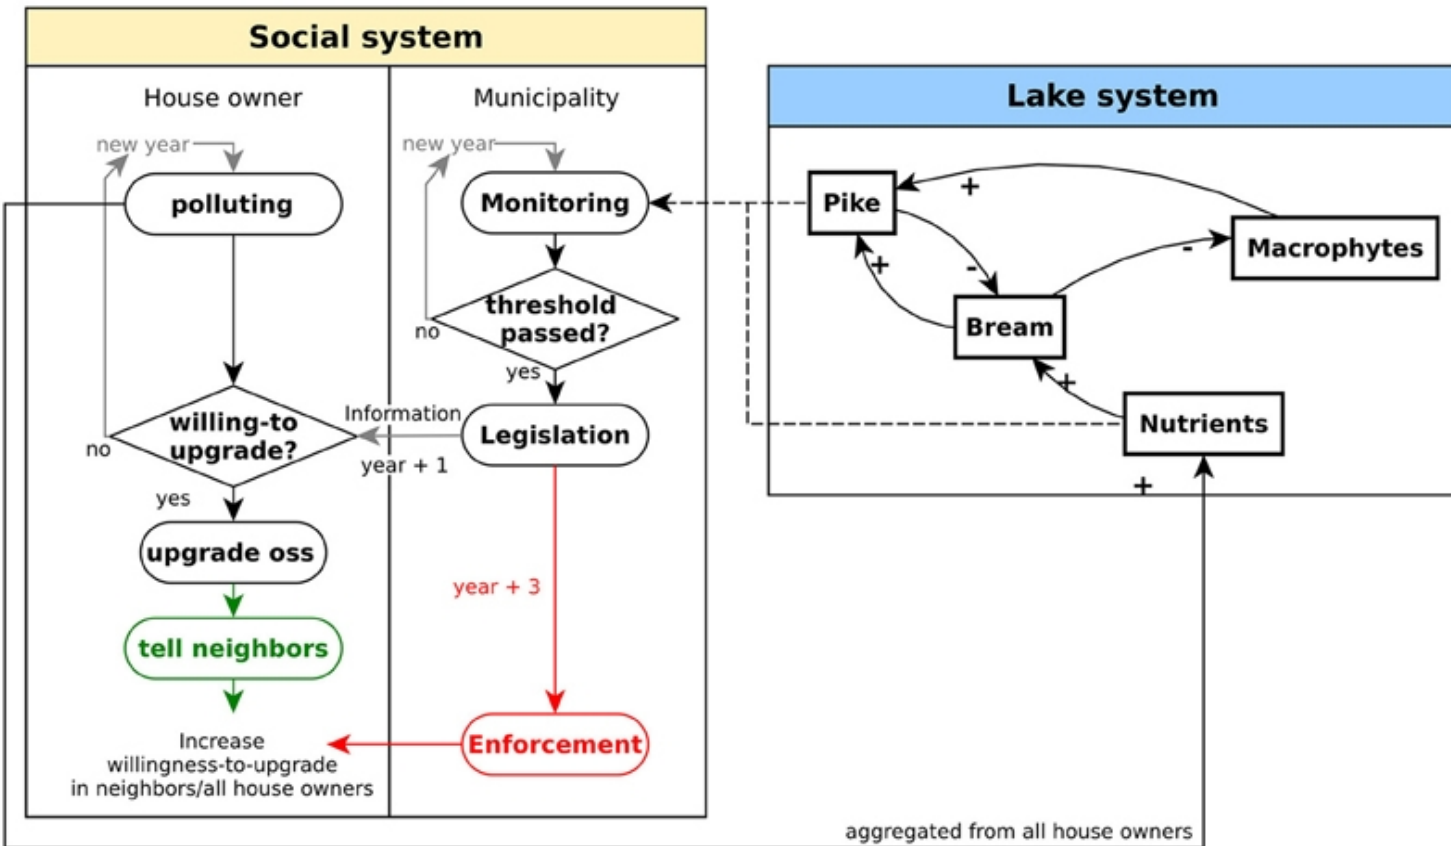 Social system
House owner
Municipality
new year
new year
polluting
Monitoring
threshold
passed?
no
yes
willing-to
upgrade?
no
yes
Information
year + 1
Legislation
upgrade oss
year + 3
tell neighbors
Enforcement
Increase
willingness-to-upgrade
in neighbors/all house owners
Lake system
Pike
+
Macrophytes
-
+
-
Bream
+
Nutrients
+
aggregated from all house owners